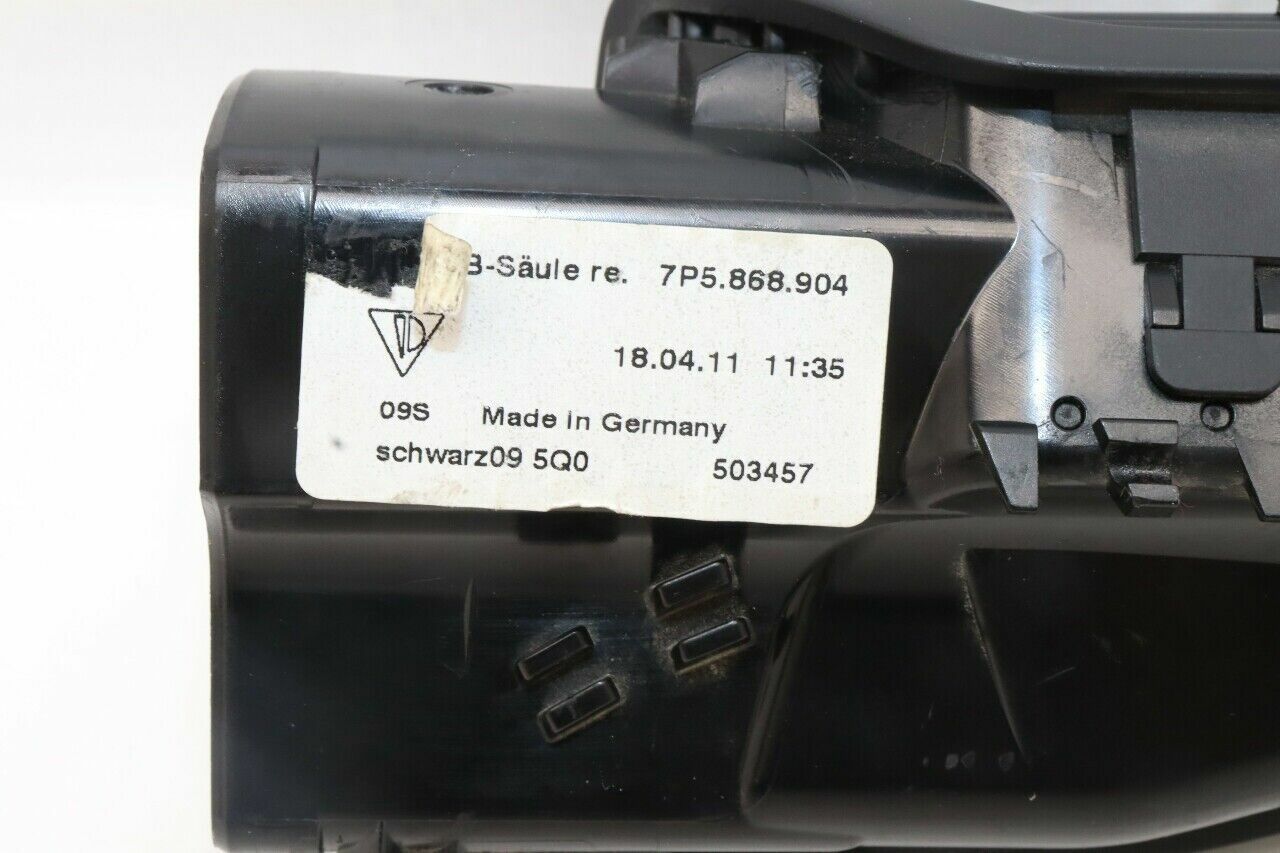 B-Säule re. 7P5.868.904
18.04.11 11:35
09S Made in Germany
schwarz09 5Q0 503457